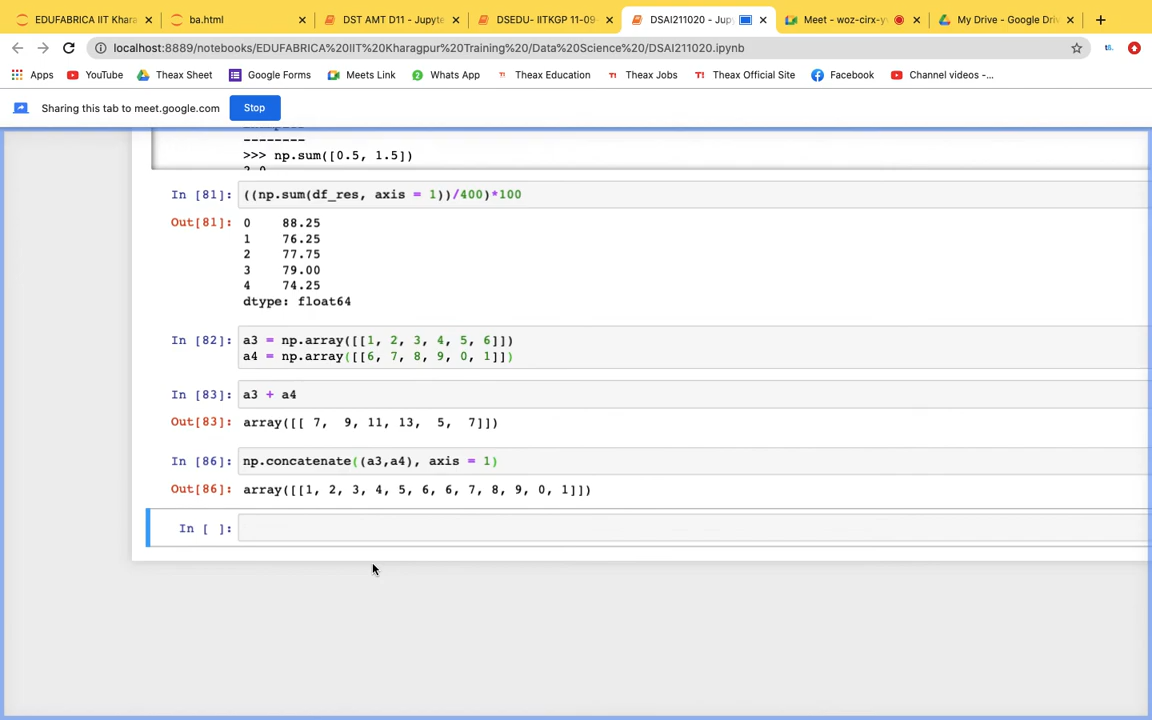 EDUFABRICA IIT Khara
ba.html
DST AMT D11 - Jupyte
DSEDU- IITKGP 11-09-
DSAI211020 - Jup
Meet - woz-cirx-y
My Drive - Google Driv
localhost:8889/notebooks/EDUFABRICA%20IIT%20Kharagpur%20Training%20/Data%20Science%20/DSAI211020.ipynb
Apps YouTube Theax Sheet Google Forms Meets Link Whats App Theax Education Theax Jobs Theax Official Site Facebook Channel videos -...
Sharing this tab to meet.google.com Stop
--------
>>> np.sum([0.5, 1.5])
In [81]: ((np.sum(df_res, axis = 1))/400)*100
Out[81]: 0 88.25
1 76.25
2 77.75
3 79.00
4 74.25
dtype: float64
In [82]: a3 = np.array([[1, 2, 3, 4, 5, 6]])
a4 = np.array([[6, 7, 8, 9, 0, 1]])
In [83]: a3 + a4
Out[83]: array([[ 7, 9, 11, 13, 5, 7]])
In [86]: np.concatenate((a3,a4), axis = 1)
Out[86]: array([[1, 2, 3, 4, 5, 6, 6, 7, 8, 9, 0, 1]])
In [ ]: